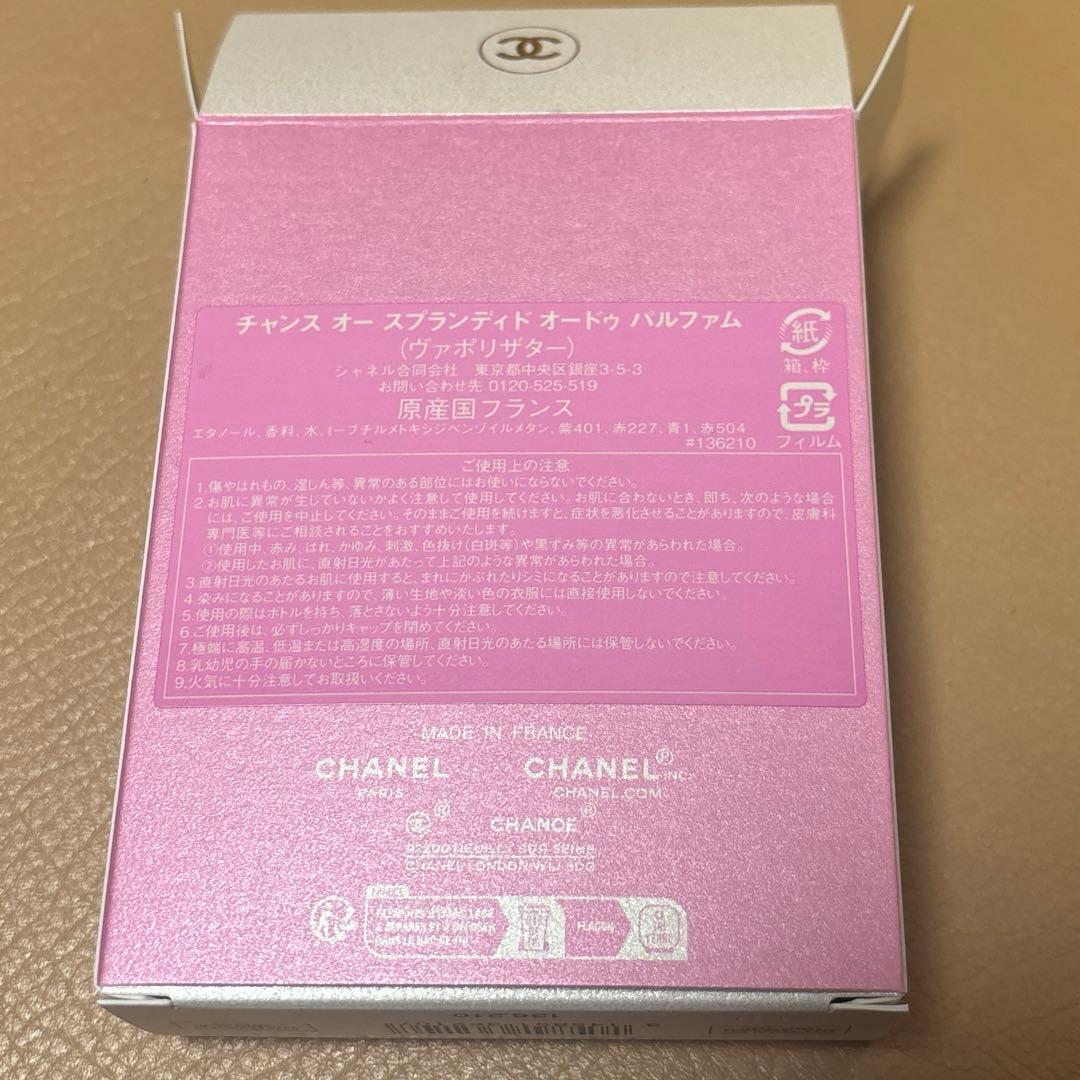 チャンス オー スプランディド オードゥ パルファム
(ヴァポリザター)
シャネル合同会社 東京都中央区銀座3-5-3
お問い合わせ先 0120-525-519
原産国フランス
エタノール、香料、水、t-ブチルメトキシジベンゾイルメタン、紫401、赤227、青1、赤504
#136210
紙
箱、枠
プラ
フィルム
ご使用上の注意
1.傷やはれもの、湿しん等、異常のある部位にはお使いにならないでください。
2.お肌に異常が生じていないかよく注意して使用してください。お肌に合わないとき、即ち、次のような場合
には、ご使用を中止してください。そのままご使用を続けますと、症状を悪化させることがありますので、皮膚科
専門医等にご相談されることをおすすめいたします。
①使用中、赤み、はれ、かゆみ、刺激、色抜け(白斑等)や黒ずみ等の異常があらわれた場合。
②使用したお肌に、直射日光があたって上記のような異常があらわれた場合。
3.直射日光のあたるお肌に使用すると、まれにかぶれたりシミになることがありますので注意してください。
4.染みになることがありますので、薄い生地や淡い色の衣服には直接使用しないでください。
5.使用の際はボトルを持ち、落とさないよう十分注意してください。
6.ご使用後は、必ずしっかりキャップを閉めてください。
7.極端に高温、低温または高湿度の場所、直射日光のあたる場所には保管しないでください。
8.乳幼児の手の届かないところに保管してください。
9.火気に十分注意してお取扱いください。
-MADE IN FRANCE-
CHANEL CHANEL® INC.
PARIS CHANEL.COM
® CHANCE®
CHANEL LONDON W1J
FLACON
136.210